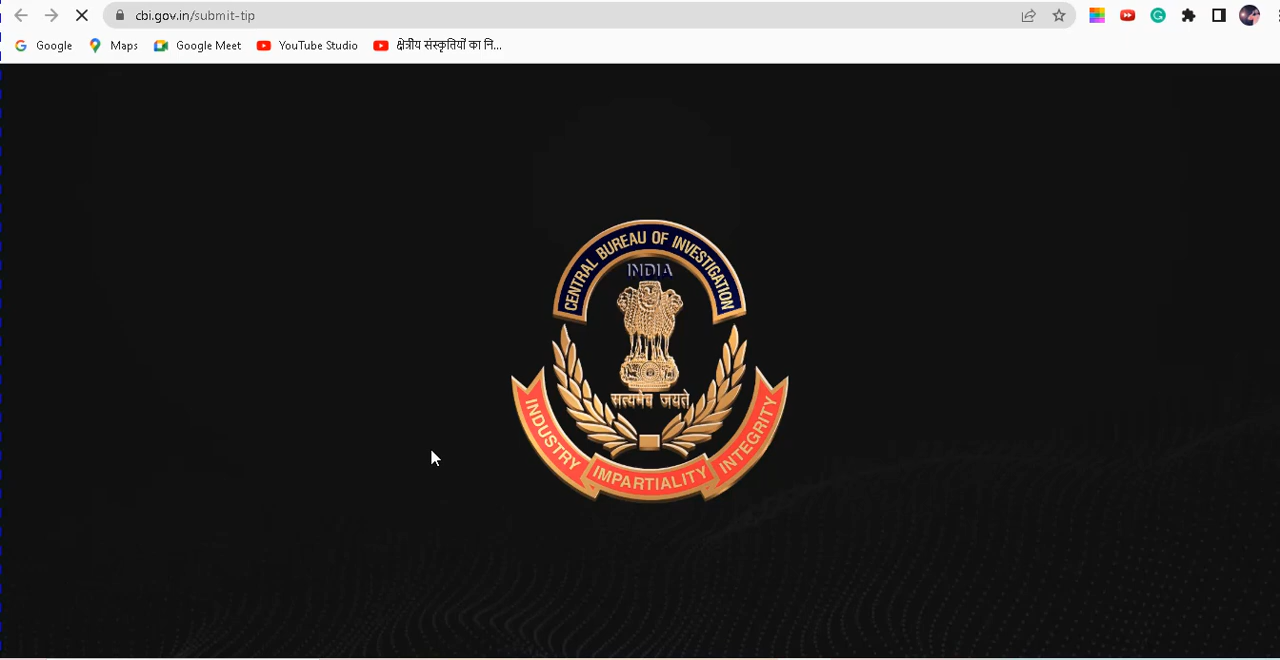 cbi.gov.in/submit-tip
Google Maps Google Meet YouTube Studio क्षेत्रीय संस्कृतियों का नि...
CENTRAL BUREAU OF INVESTIGATION
INDIA
सत्यमेव जयते
INDUSTRY IMPARTIALITY INTEGRITY